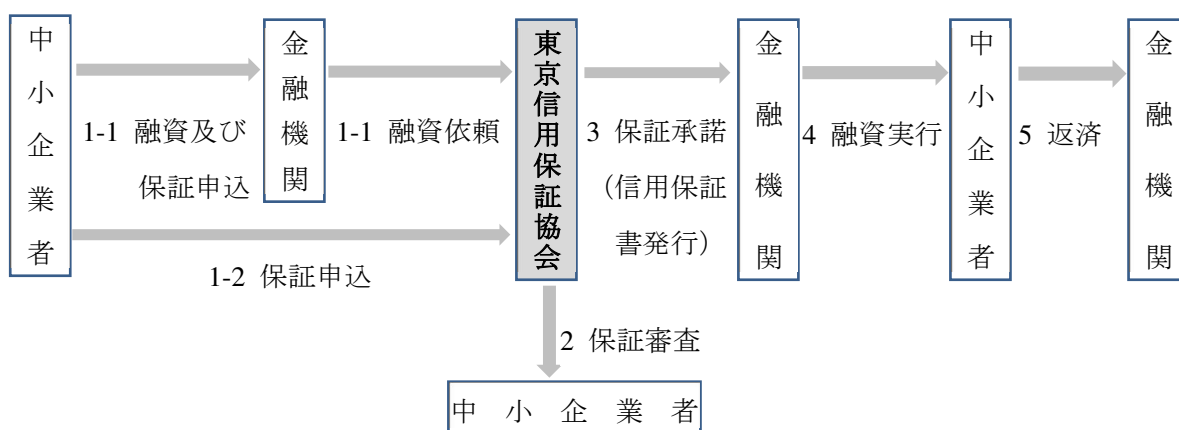 中小企業者
1-1 融資及び
保証申込
金融機関
1-1 融資依頼
1-2 保証申込
東京信用保証協会
2 保証審査
中小企業者
3 保証承諾
（信用保証
書発行）
金融機関
4 融資実行
中小企業者
5 返済
金融機関